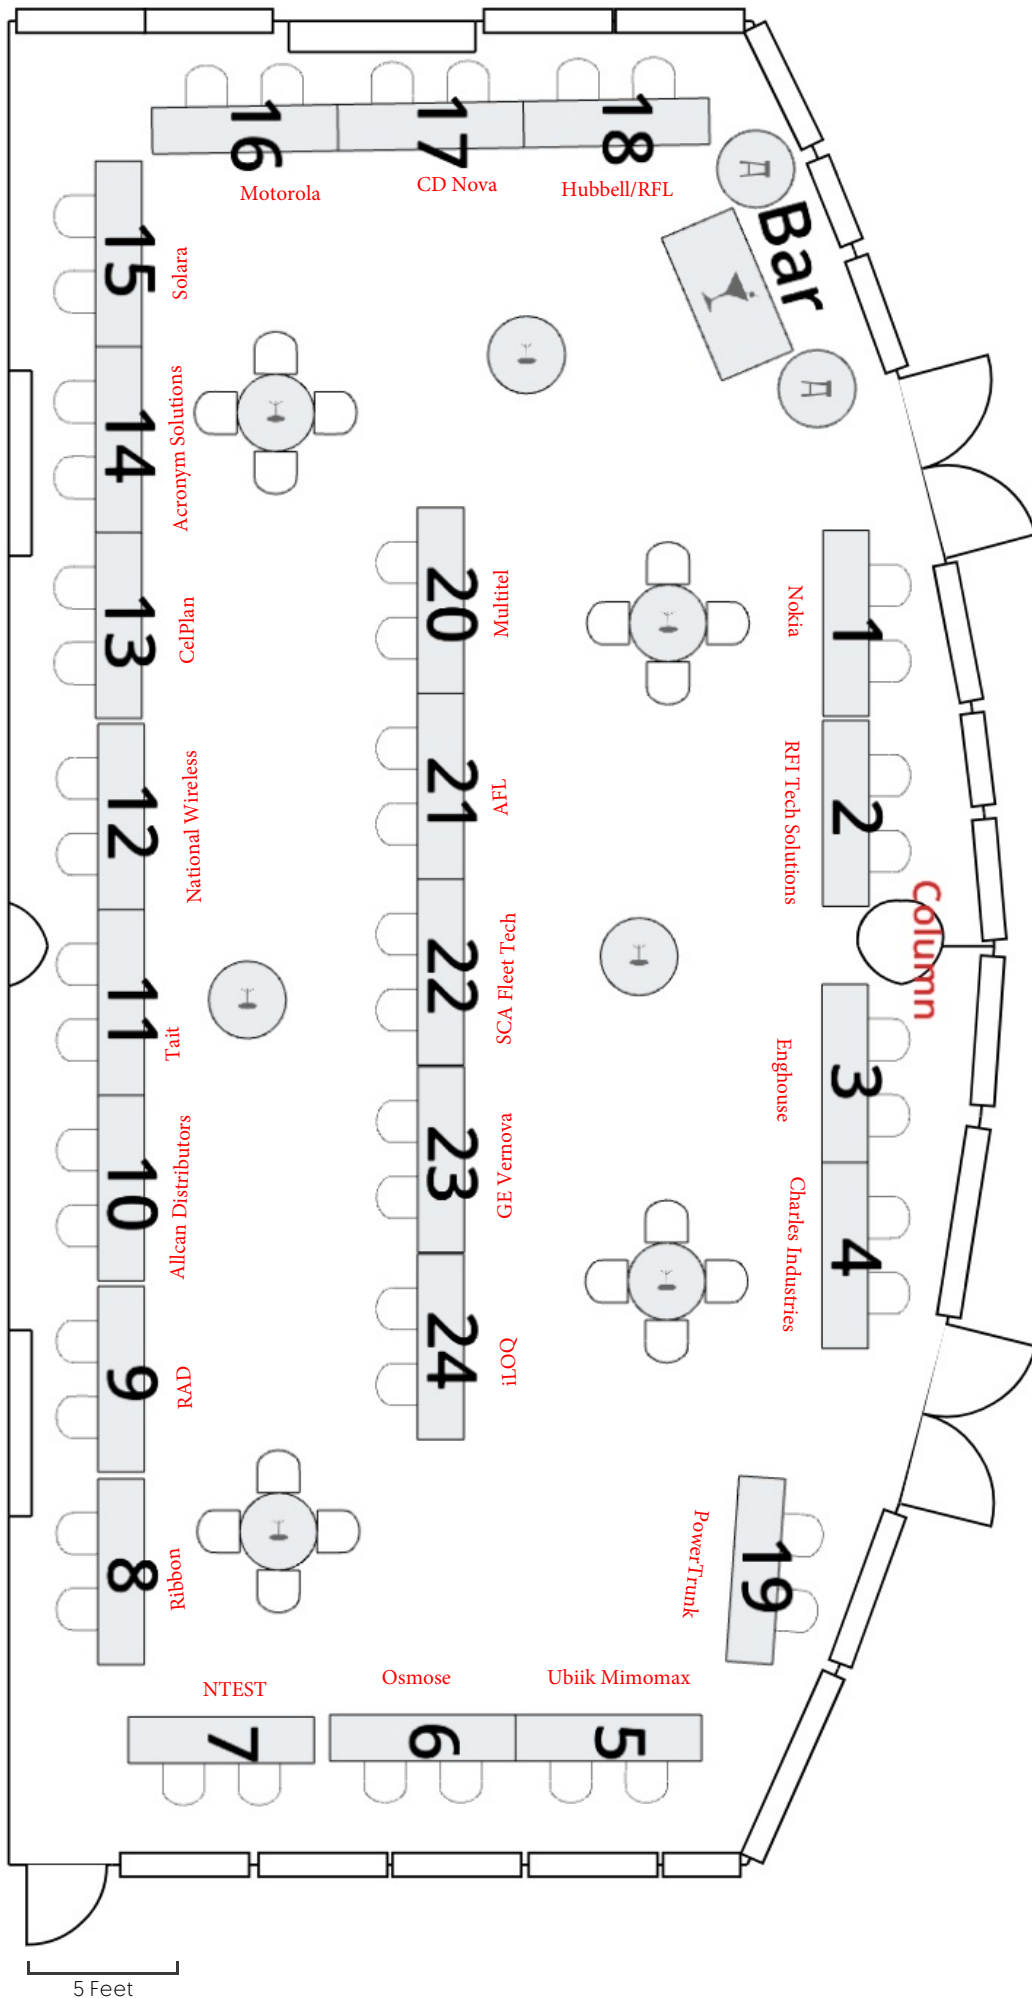 16
17
18
Motorola
CD Nova
Hubbell/RFL
Bar
15
Solara
14
Acronym Solutions
13
CelPlan
20
Multitel
Nokia
1
12
National Wireless
21
AFL
RFI Tech Solutions
2
Column
11
Tait
22
SCA Fleet Tech
Enghouse
3
10
Allcan Distributors
23
GE Vernova
Charles Industries
4
9
RAD
24
iLOQ
8
Ribbon
PowerTrunk
19
NTEST
Osmose
Ubiik Mimomax
7
6
5
5 Feet